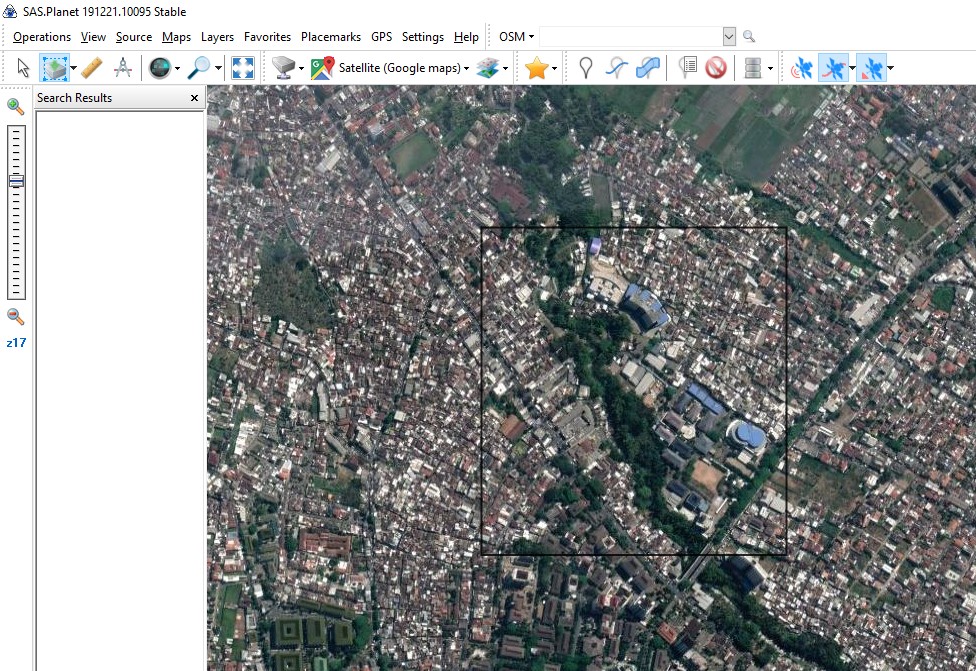 SAS.Planet 191221.10095 Stable
Operations View Source Maps Layers Favorites Placemarks GPS Settings Help OSM
Satellite (Google maps)
Search Results
z17